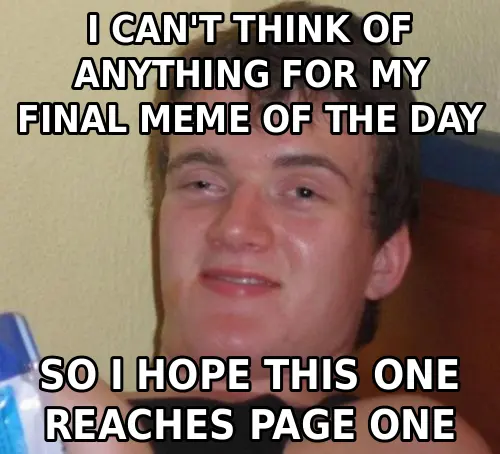 I CAN'T THINK OF
ANYTHING FOR MY
FINAL MEME OF THE DAY
SO I HOPE THIS ONE
REACHES PAGE ONE